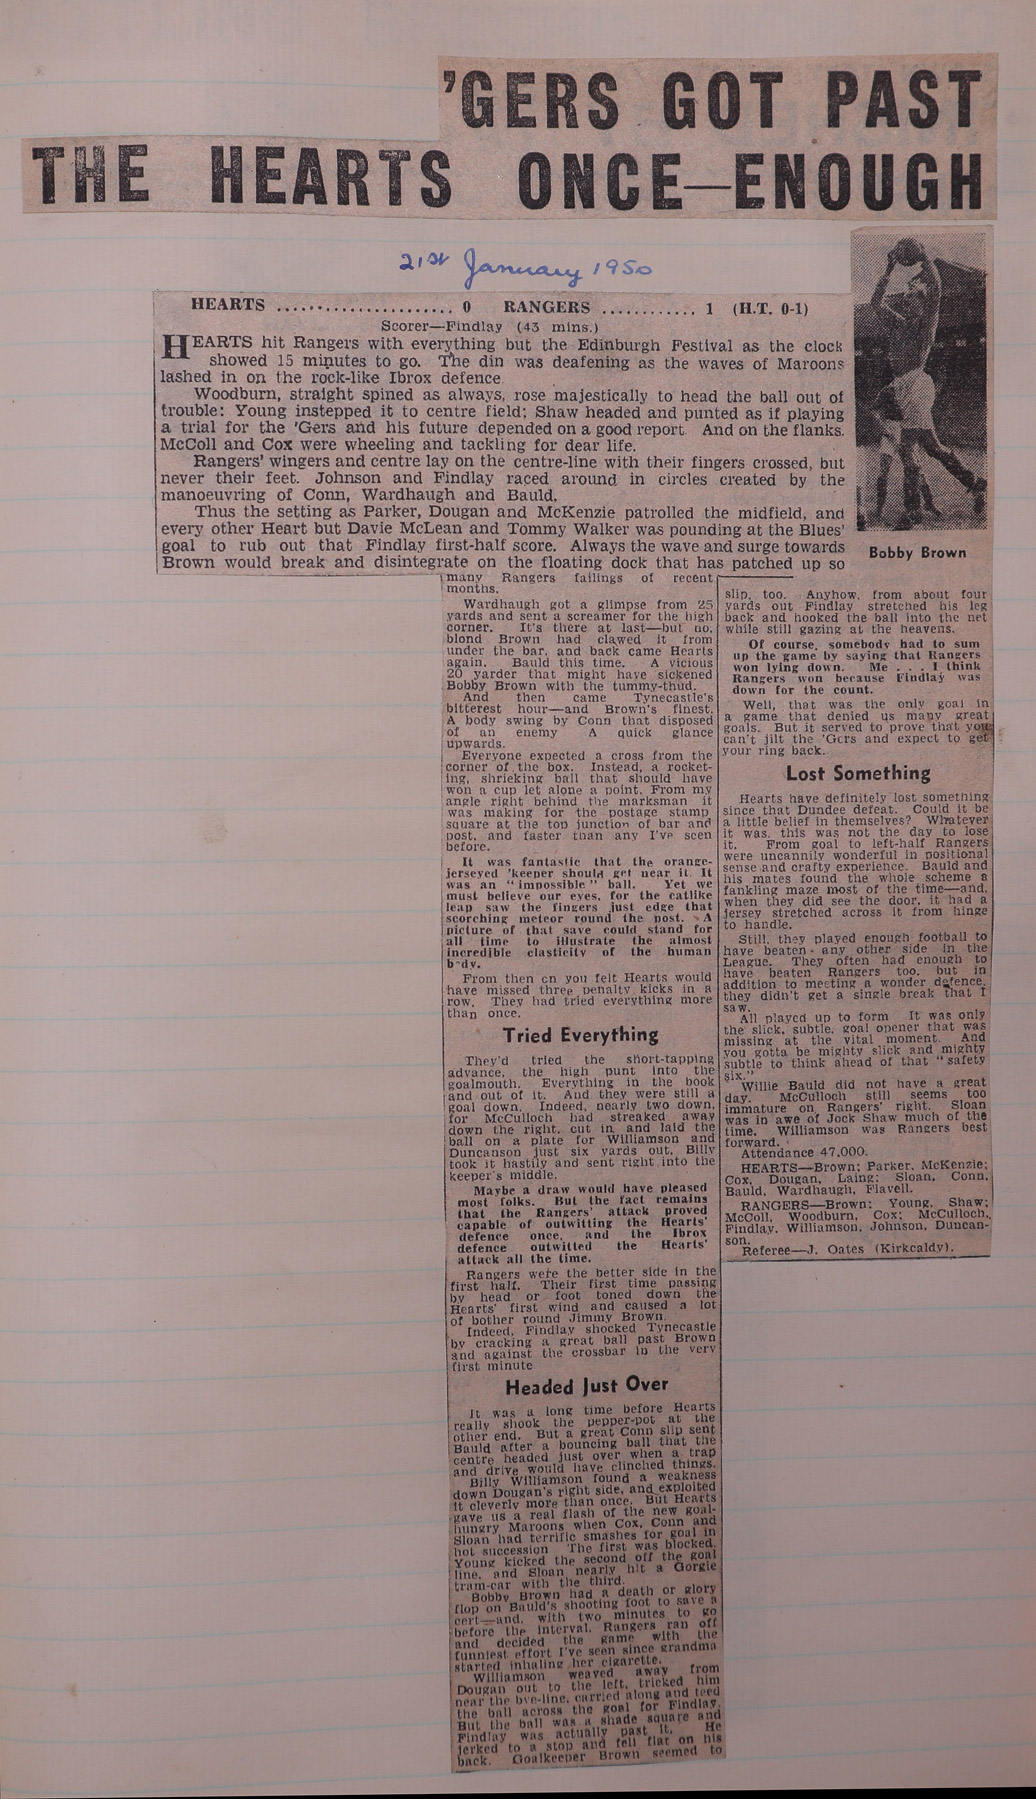 'GERS GOT PAST
THE HEARTS ONCE—ENOUGH
21st January 1950
HEARTS ...................... 0 RANGERS ............ 1 (H.T. 0-1)
Scorer—Findlay (43 mins.)
HEARTS hit Rangers with everything but the Edinburgh Festival as the clock
showed 15 minutes to go. The din was deafening as the waves of Maroons
lashed in on the rock-like Ibrox defence
Woodburn, straight spined as always, rose majestically to head the ball out of
trouble: Young instepped it to centre field; Shaw headed and punted as if playing
a trial for the 'Gers and his future depended on a good report. And on the flanks.
McColl and Cox were wheeling and tackling for dear life.
Rangers' wingers and centre lay on the centre-line with their fingers crossed, but
never their feet. Johnson and Findlay raced around in circles created by the
manoeuvring of Conn, Wardhaugh and Bauld.
Thus the setting as Parker, Dougan and McKenzie patrolled the midfield, and
every other Heart but Davie McLean and Tommy Walker was pounding at the Blues'
goal to rub out that Findlay first-half score. Always the wave and surge towards
Brown would break and disintegrate on the floating dock that has patched up so
Bobby Brown
many Rangers failings of recent
months.
Wardhaugh got a glimpse from 25
yards and sent a screamer for the high
corner. It's there at last—but no,
blond Brown had clawed it from
under the bar, and back came Hearts
again. Bauld this time. A vicious
20 yarder that might have sickened
Bobby Brown with the tummy-thud.
And then came Tynecastle's
bitterest hour—and Brown's finest.
A body swing by Conn that disposed
of an enemy A quick glance
upwards.
Everyone expected a cross from the
corner of the box. Instead, a rocket-
ing, shrieking ball that should have
won a cup let alone a point. From my
angle right behind the marksman it
was making for the postage stamp
square at the top junction of bar and
post, and faster than any I've seen
before.
It was fantastic that the orange-
jerseyed 'keeper should get near it. It
was an "impossible" ball. Yet we
must believe our eyes, for the catlike
leap saw the fingers just edge that
scorching meteor round the post. A
picture of that save could stand for
all time to illustrate the almost
incredible elasticity of the human
body.
From then on you felt Hearts would
have missed three penalty kicks in a
row. They had tried everything more
than once.
Tried Everything
They'd tried the short-tapping
advance, the high punt into the
goalmouth. Everything in the book
and out of it. And they were still a
goal down. Indeed, nearly two down,
for McCulloch had streaked away
down the right, cut in and laid the
ball on a plate for Williamson and
Duncanson just six yards out. Billy
took it hastily and sent right into the
keeper's middle.
Maybe a draw would have pleased
most folks. But the fact remains
that the Rangers' attack proved
capable of outwitting the Hearts'
defence once, and the Ibrox
defence outwitted the Hearts'
attack all the time.
Rangers were the better side in the
first half. Their first time passing
by head or foot toned down the
Hearts' first wind and caused a lot
of bother round Jimmy Brown.
Indeed, Findlay shocked Tynecastle
by cracking a great ball past Brown
and against the crossbar in the very
first minute
Headed Just Over
It was a long time before Hearts
really shook the pepper-pot at the
other end. But a great Conn slip sent
Bauld after a bouncing ball that the
centre headed just over when a trap
and drive would have clinched things.
Billy Williamson found a weakness
down Dougan's right side, and exploited
it cleverly more than once. But Hearts
gave us a real flash of the new goal-
hungry Maroons when Cox, Conn and
Sloan had terrific smashes for goal in
hot succession The first was blocked.
Young kicked the second off the goal
line, and Sloan nearly hit a Gorgie
tram-car with the third.
Bobby Brown had a death or glory
flop on Bauld's shooting foot to save a
cert—and, with two minutes to go
before the interval, Rangers ran off
and decided the game with the
funniest effort I've seen since grandma
started inhaling her cigarette.
Williamson weaved away from
Dougan out to the left, tricked him
near the bye-line, carried along and teed
the ball across the goal for Findlay.
But the ball was a shade square and
Findlay was actually past it. He
jerked to a stop and fell flat on his
back. Goalkeeper Brown seemed to
slip, too. Anyhow, from about four
yards out Findlay stretched his leg
back and hooked the ball into the net
while still gazing at the heavens.
Of course, somebody had to sum
up the game by saying that Rangers
won lying down. Me . . . I think
Rangers won because Findlay was
down for the count.
Well, that was the only goal in
a game that denied us many great
goals. But it served to prove that you
can't jilt the 'Gers and expect to get
your ring back.
Lost Something
Hearts have definitely lost something
since that Dundee defeat. Could it be
a little belief in themselves? Whatever
it was, this was not the day to lose
it. From goal to left-half Rangers
were uncannily wonderful in positional
sense and crafty experience. Bauld and
his mates found the whole scheme a
fankling maze most of the time—and,
when they did see the door, it had a
jersey stretched across it from hinge
to handle.
Still, they played enough football to
have beaten any other side in the
League. They often had enough to
have beaten Rangers too, but in
addition to meeting a wonder defence,
they didn't get a single break that I
saw.
All played up to form It was only
the slick, subtle, goal opener that was
missing at the vital moment. And
you gotta be mighty slick and mighty
subtle to think ahead of that "safety
six."
Willie Bauld did not have a great
day. McCulloch still seems too
immature on Rangers' right. Sloan
was in awe of Jock Shaw much of the
time. Williamson was Rangers best
forward.
Attendance 47,000.
HEARTS—Brown; Parker, McKenzie;
Cox, Dougan, Laing; Sloan, Conn,
Bauld, Wardhaugh, Flavell.
RANGERS—Brown; Young, Shaw;
McColl, Woodburn, Cox; McCulloch,
Findlay, Williamson, Johnson, Duncan-
son.
Referee—J. Oates (Kirkcaldy).